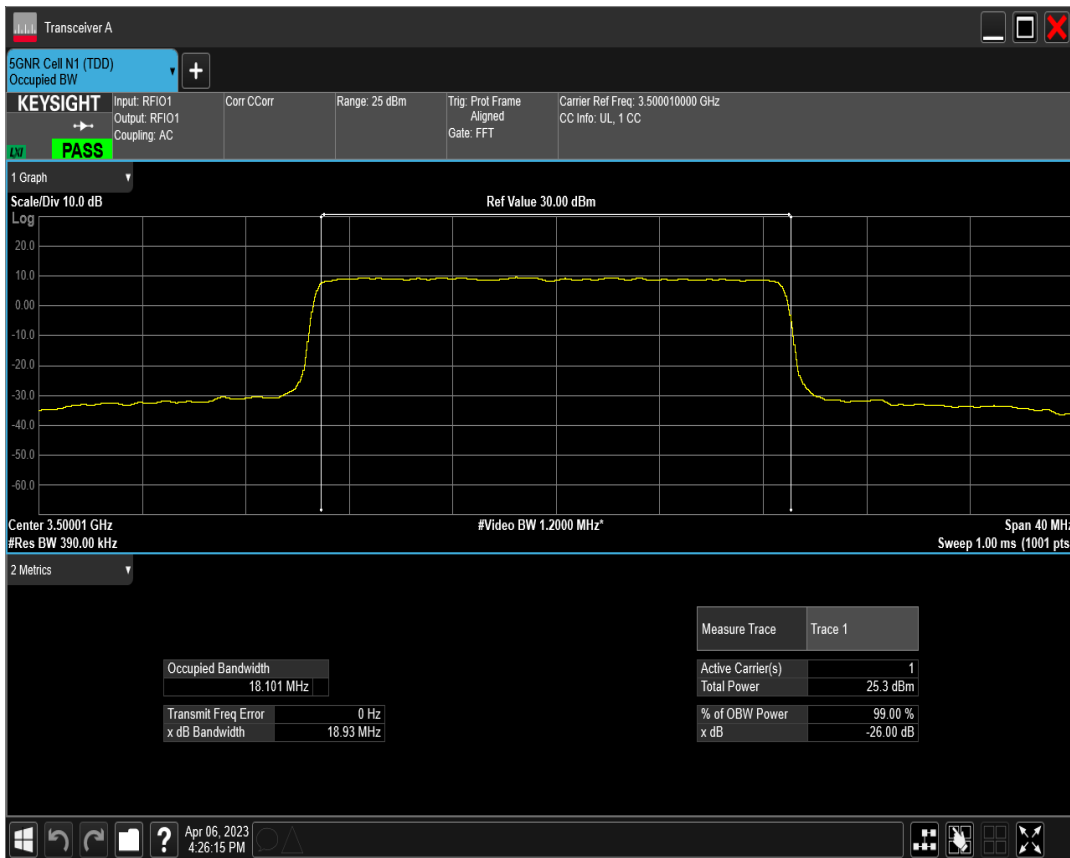 Transceiver A
5GNR Cell N1 (TDD)
Occupied BW
KEYSIGHT
LXI
PASS
Input: RFIO1
Output: RFIO1
Coupling: AC
Corr CCorr
Range: 25 dBm
Trig: Prot Frame
Aligned
Gate: FFT
Carrier Ref Freq: 3.500010000 GHz
CC Info: UL, 1 CC
1 Graph
Scale/Div 10.0 dB
Ref Value 30.00 dBm
Log
20.0
10.0
0.00
-10.0
-20.0
-30.0
-40.0
-50.0
-60.0
Center 3.50001 GHz
#Video BW 1.2000 MHz*
Span 40 MHz
#Res BW 390.00 kHz
Sweep 1.00 ms (1001 pts
2 Metrics
Measure Trace Trace 1
Occupied Bandwidth
18.101 MHz
Active Carrier(s) 1
Total Power 25.3 dBm
Transmit Freq Error 0 Hz
x dB Bandwidth 18.93 MHz
% of OBW Power 99.00 %
x dB -26.00 dB
?
Apr 06, 2023
4:26:15 PM